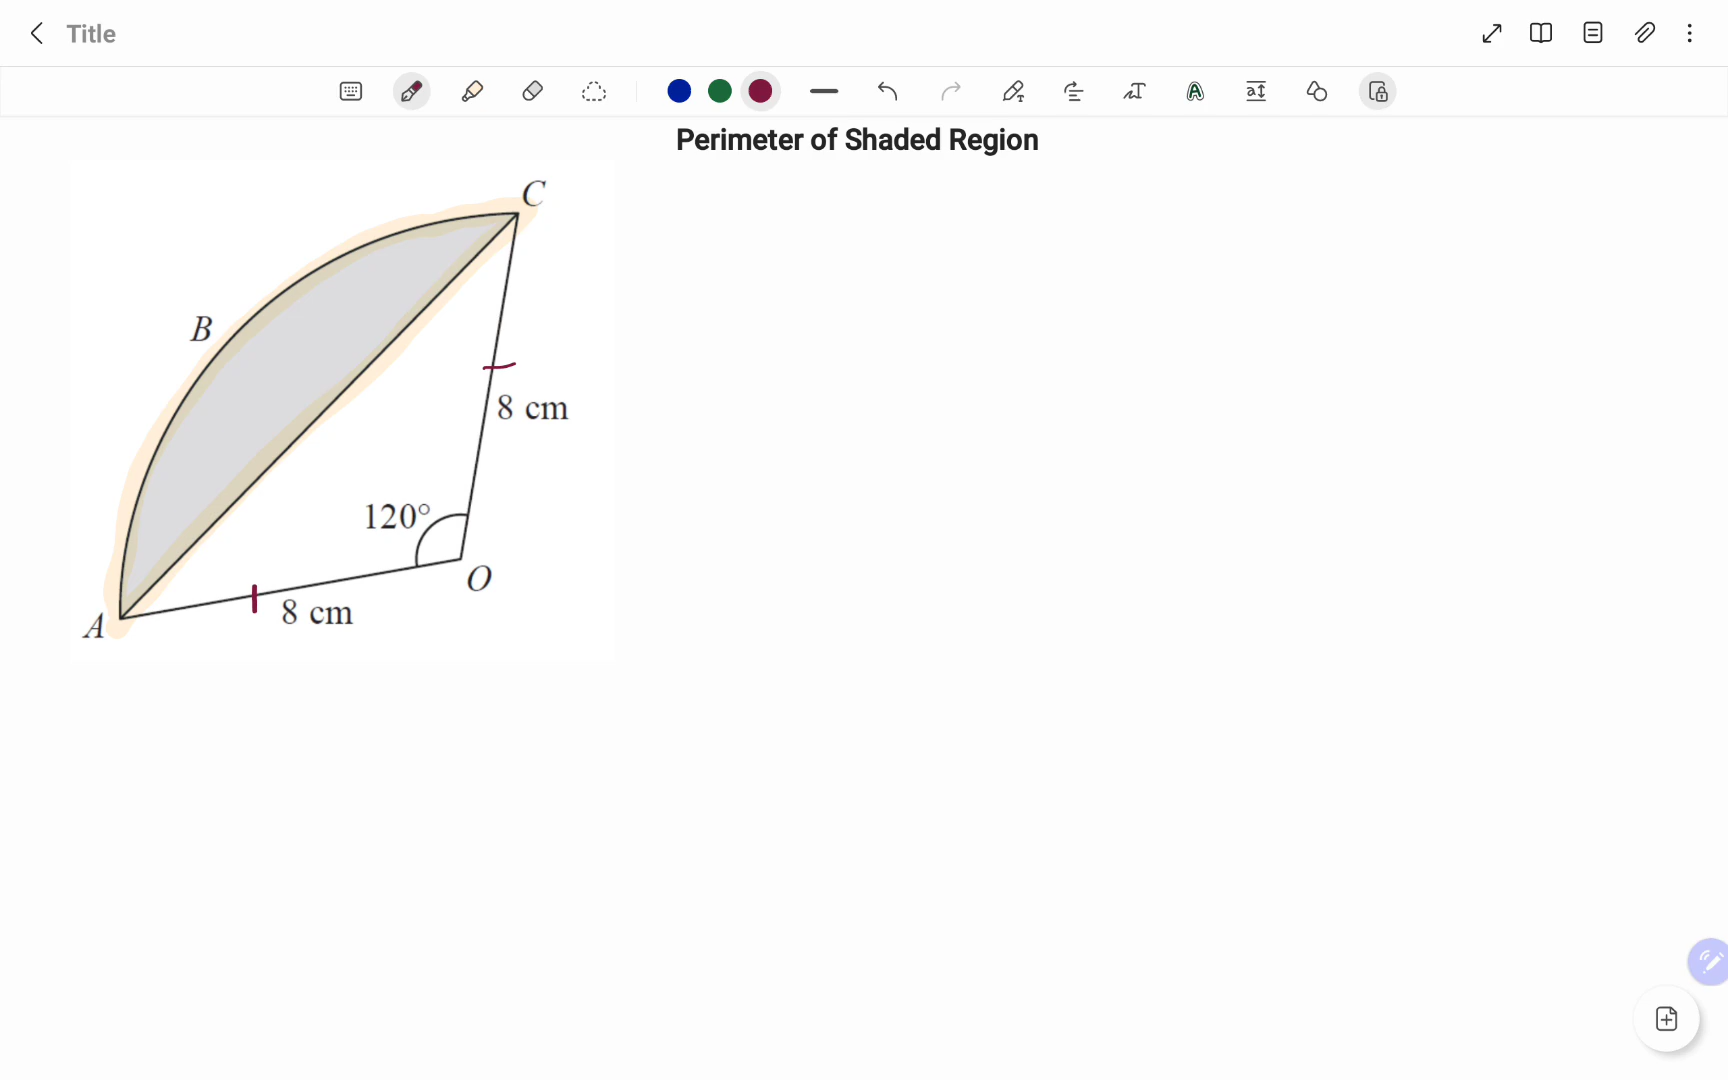 Title
Perimeter of Shaded Region
C
B
8 cm
120°
O
8 cm
A